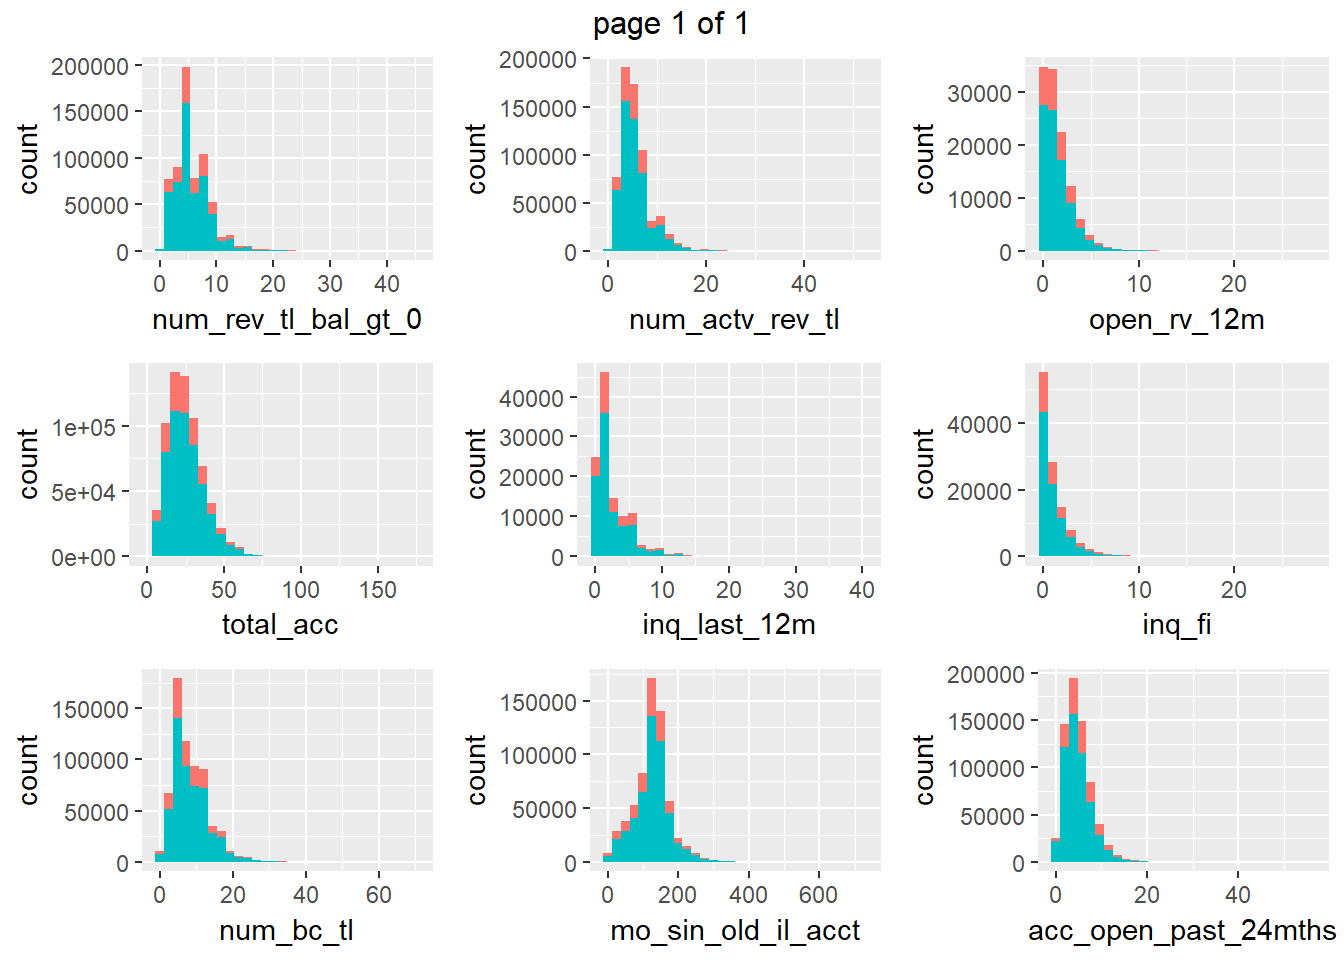 page 1 of 1
count
200000
150000
100000
50000
0
0 10 20 30 40
num_rev_tl_bal_gt_0
count
200000
150000
100000
50000
0
0 20 40
num_actv_rev_tl
count
30000
20000
10000
0
0 10 20
open_rv_12m
count
1e+05
5e+04
0e+00
0 50 100 150
total_acc
count
40000
30000
20000
10000
0
0 10 20 30 40
inq_last_12m
count
40000
20000
0
0 10 20
inq_fi
count
150000
100000
50000
0
0 20 40 60
num_bc_tl
count
150000
100000
50000
0
0 200 400 600
mo_sin_old_il_acct
count
200000
150000
100000
50000
0
0 20 40
acc_open_past_24mths